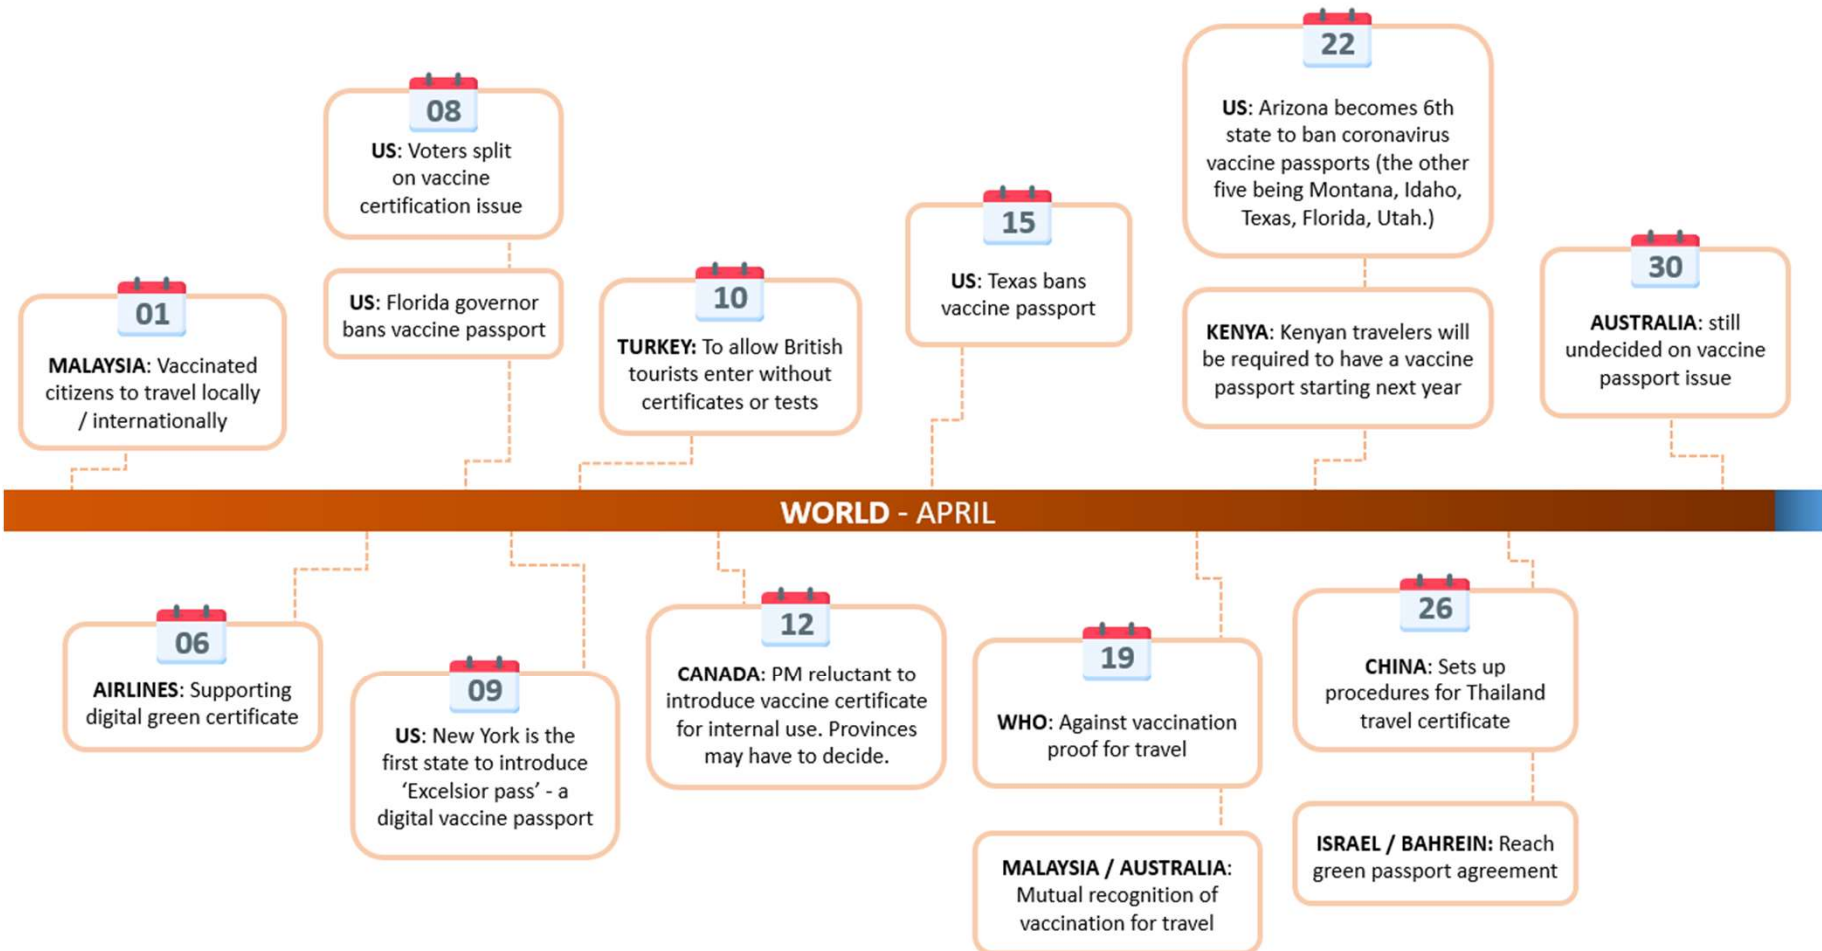 01
MALAYSIA: Vaccinated
citizens to travel locally
/ internationally
08
US: Voters split
on vaccine
certification issue
US: Florida governor
bans vaccine passport
10
TURKEY: To allow British
tourists enter without
certificates or tests
15
US: Texas bans
vaccine passport
22
US: Arizona becomes 6th
state to ban coronavirus
vaccine passports (the other
five being Montana, Idaho,
Texas, Florida, Utah.)
KENYA: Kenyan travelers will
be required to have a vaccine
passport starting next year
30
AUSTRALIA: still
undecided on vaccine
passport issue
WORLD - APRIL
06
AIRLINES: Supporting
digital green certificate
09
US: New York is the
first state to introduce
‘Excelsior pass’ - a
digital vaccine passport
12
CANADA: PM reluctant to
introduce vaccine certificate
for internal use. Provinces
may have to decide.
19
WHO: Against vaccination
proof for travel
MALAYSIA / AUSTRALIA:
Mutual recognition of
vaccination for travel
26
CHINA: Sets up
procedures for Thailand
travel certificate
ISRAEL / BAHREIN: Reach
green passport agreement